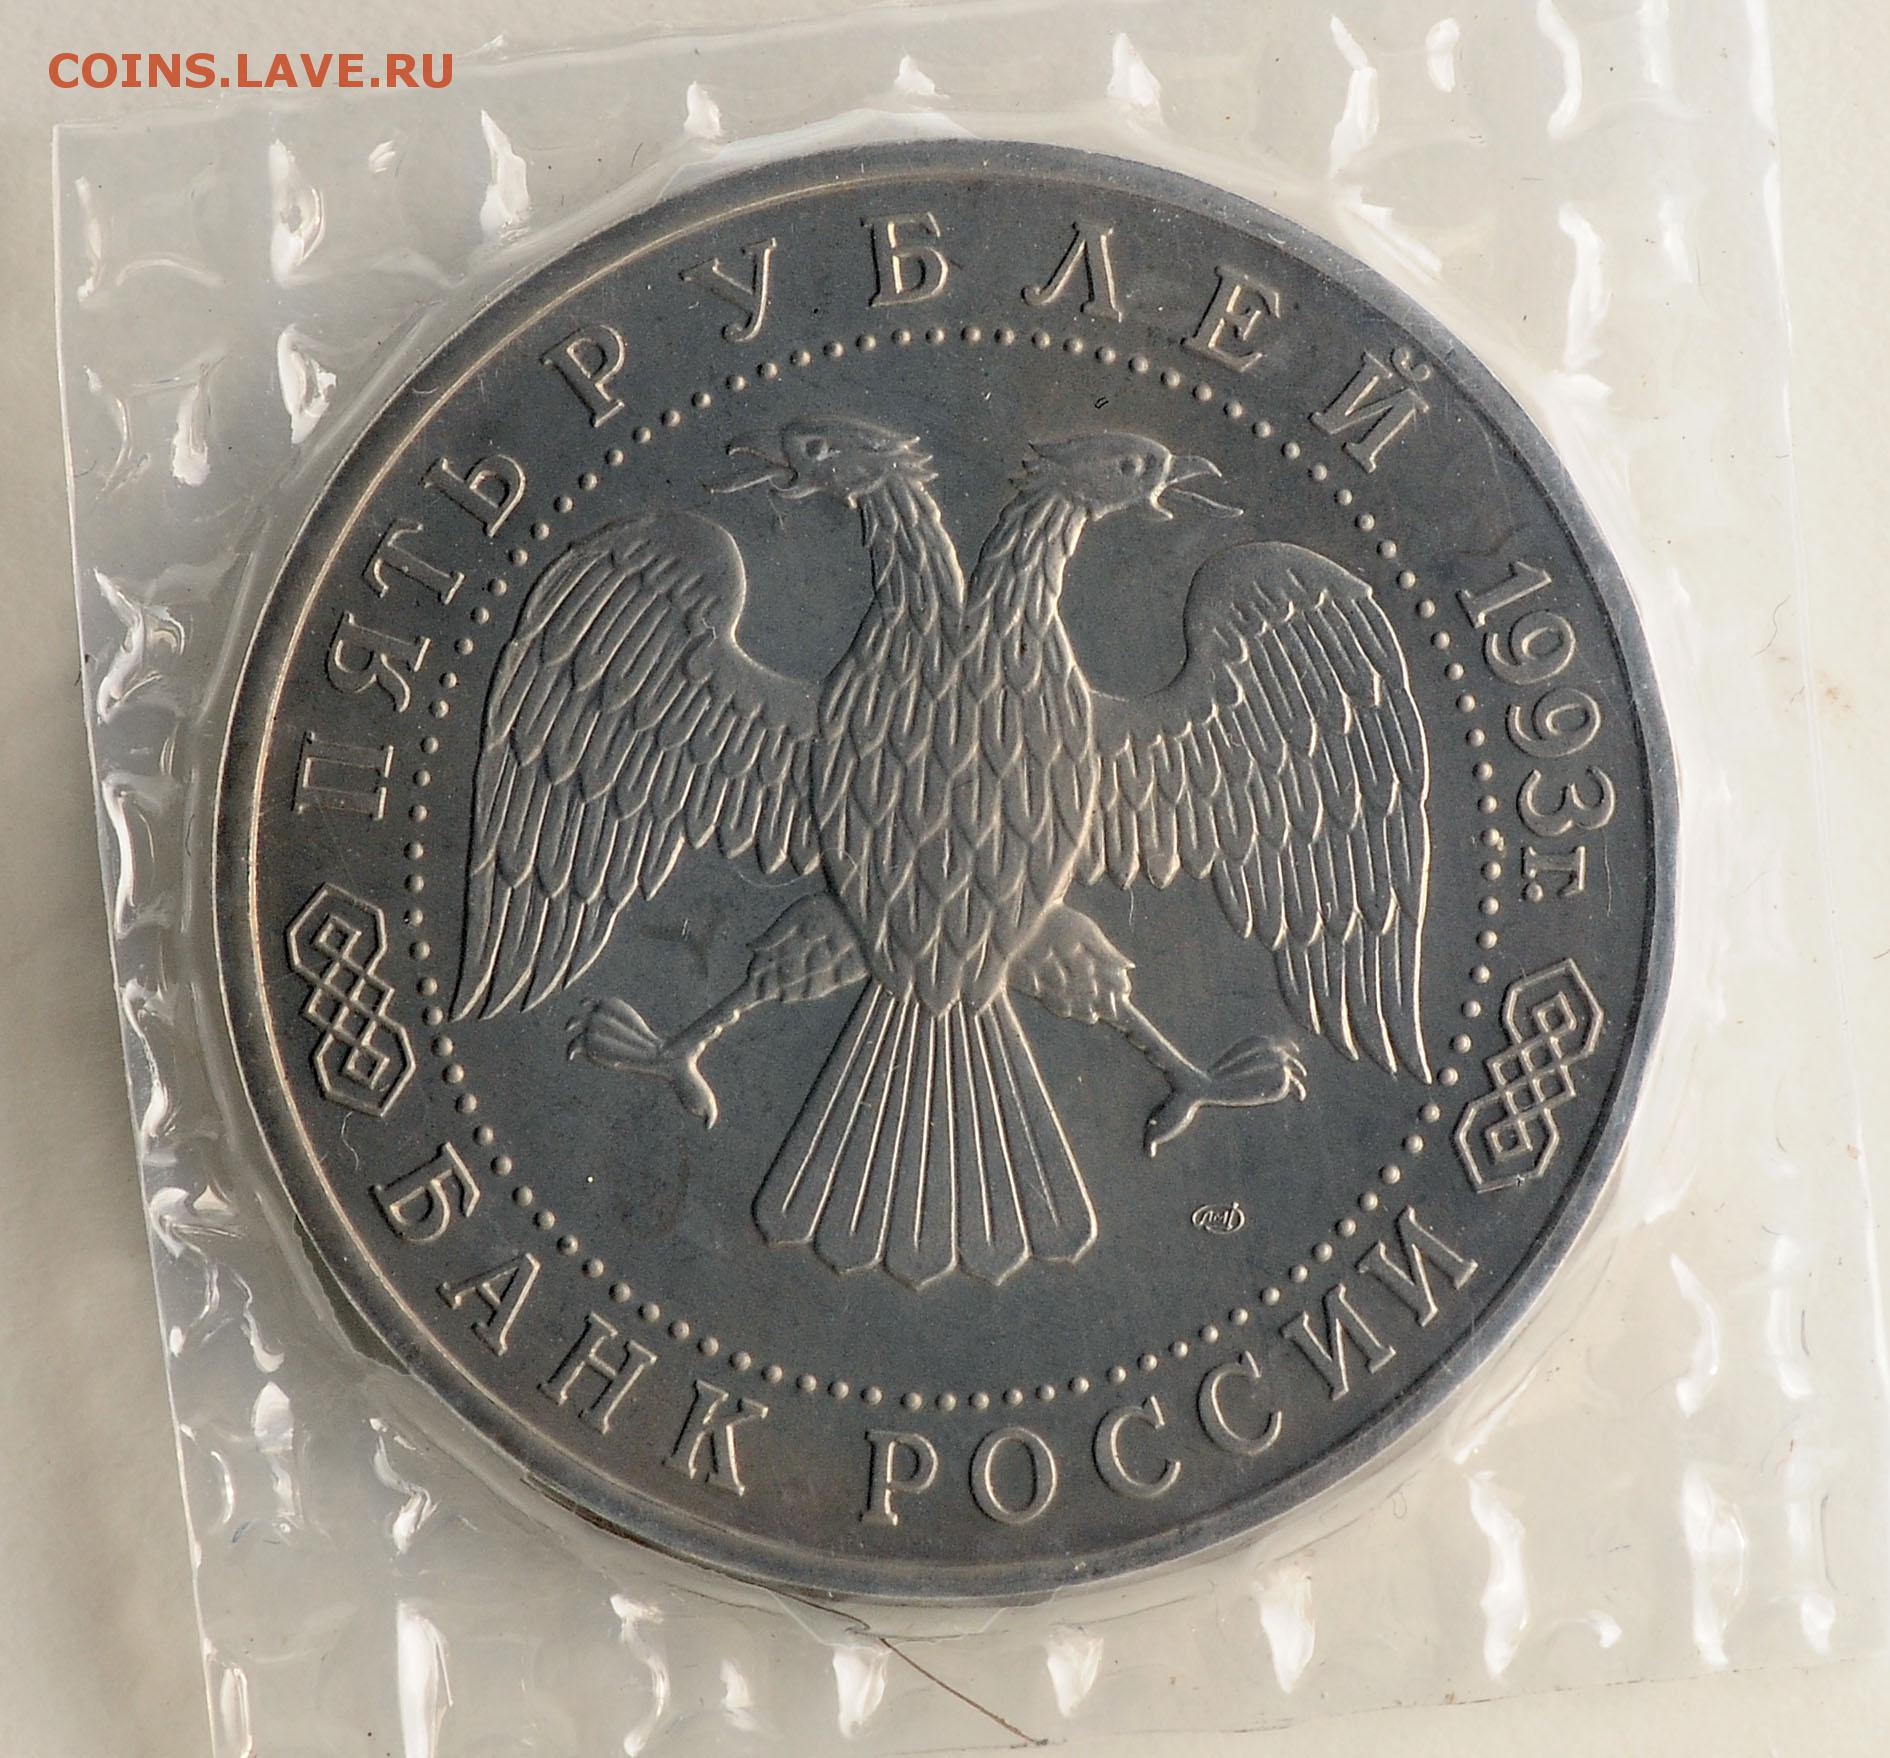 COINS.LAVE.RU
ПЯТЬ РУБЛЕЙ 1993г.
БАНК РОССИИ